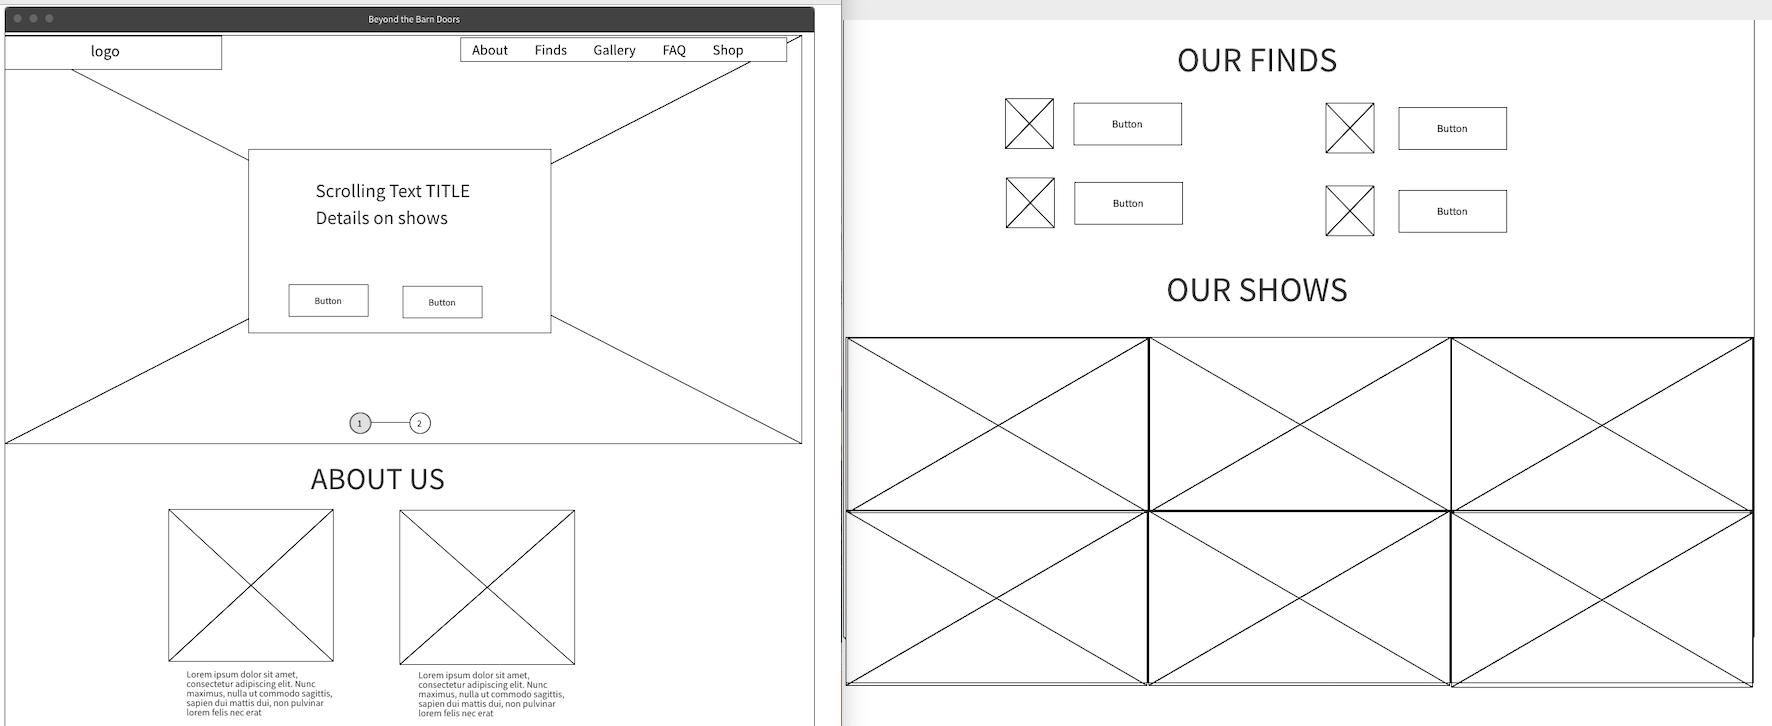 Beyond the Barn Doors
logo
About Finds Gallery FAQ Shop
Scrolling Text TITLE
Details on shows
Button Button
1 2
ABOUT US
Lorem ipsum dolor sit amet,
consectetur adipiscing elit. Nunc
maximus, nulla ut commodo sagittis,
sapien dui mattis dui, non pulvinar
lorem felis nec erat
Lorem ipsum dolor sit amet,
consectetur adipiscing elit. Nunc
maximus, nulla ut commodo sagittis,
sapien dui mattis dui, non pulvinar
lorem felis nec erat
OUR FINDS
Button Button
Button Button
OUR SHOWS